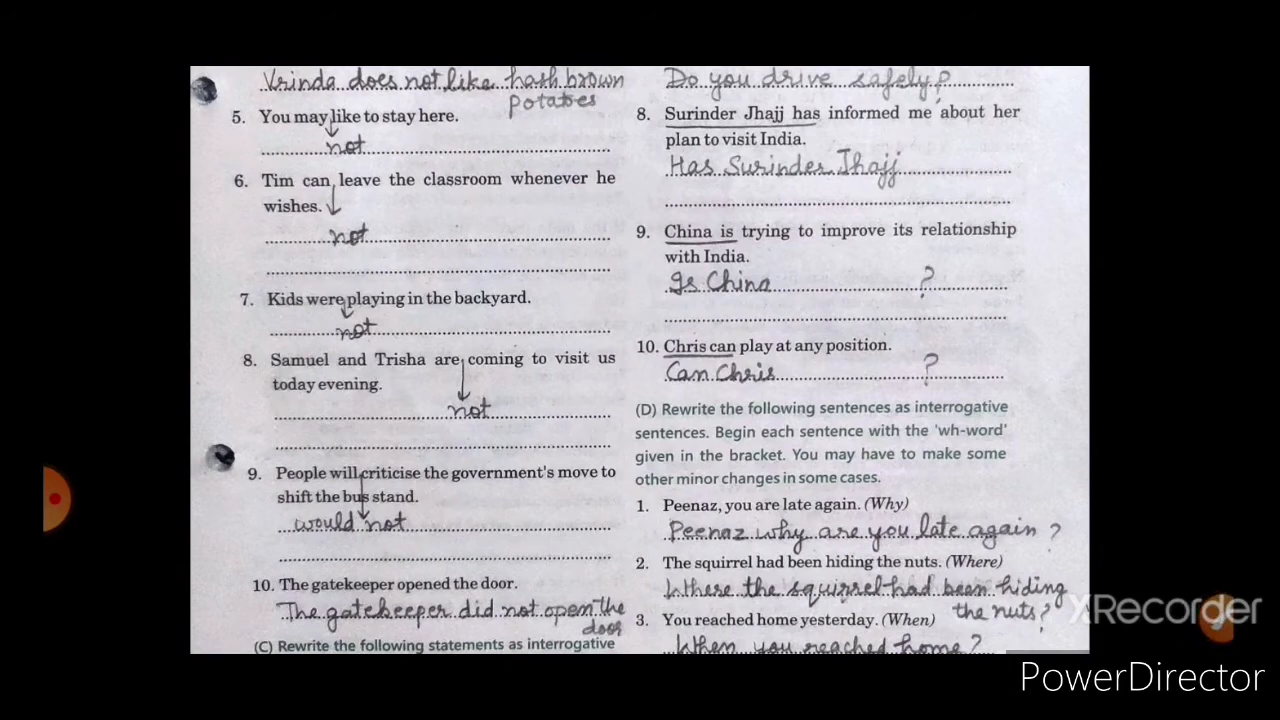 Vrinda does not like hash brown
potatoes
5. You may like to stay here.
not
6. Tim can leave the classroom whenever he
wishes.
not
7. Kids were playing in the backyard.
not
8. Samuel and Trisha are coming to visit us
today evening.
not
9. People will criticise the government's move to
shift the bus stand.
would not
10. The gatekeeper opened the door.
The gatekeeper did not open the
door
(C) Rewrite the following statements as interrogative
Do you drive safely?
8. Surinder Jhajj has informed me about her
plan to visit India.
Has Surinder Jhajj
9. China is trying to improve its relationship
with India.
Is China ?
10. Chris can play at any position.
Can Chris ?
(D) Rewrite the following sentences as interrogative
sentences. Begin each sentence with the 'wh-word'
given in the bracket. You may have to make some
other minor changes in some cases.
1. Peenaz, you are late again. (Why)
Peenaz why are you late again ?
2. The squirrel had been hiding the nuts. (Where)
Where the squirrel had been hiding
the nuts?
3. You reached home yesterday. (When)
When you reached home?
XRecorder
PowerDirector